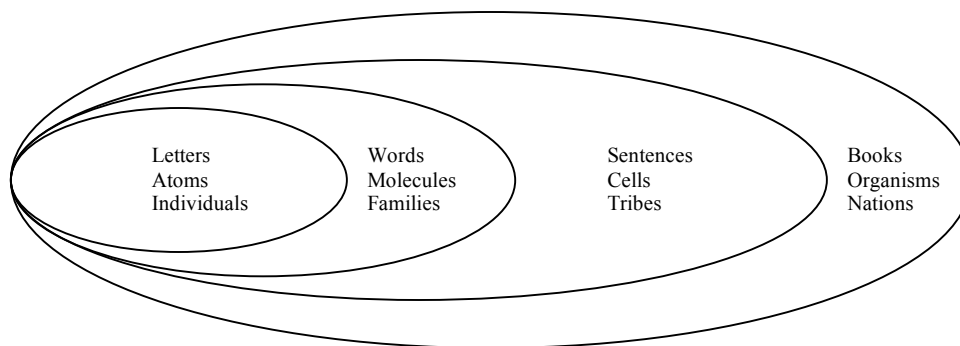 Letters
Atoms
Individuals
Words
Molecules
Families
Sentences
Cells
Tribes
Books
Organisms
Nations